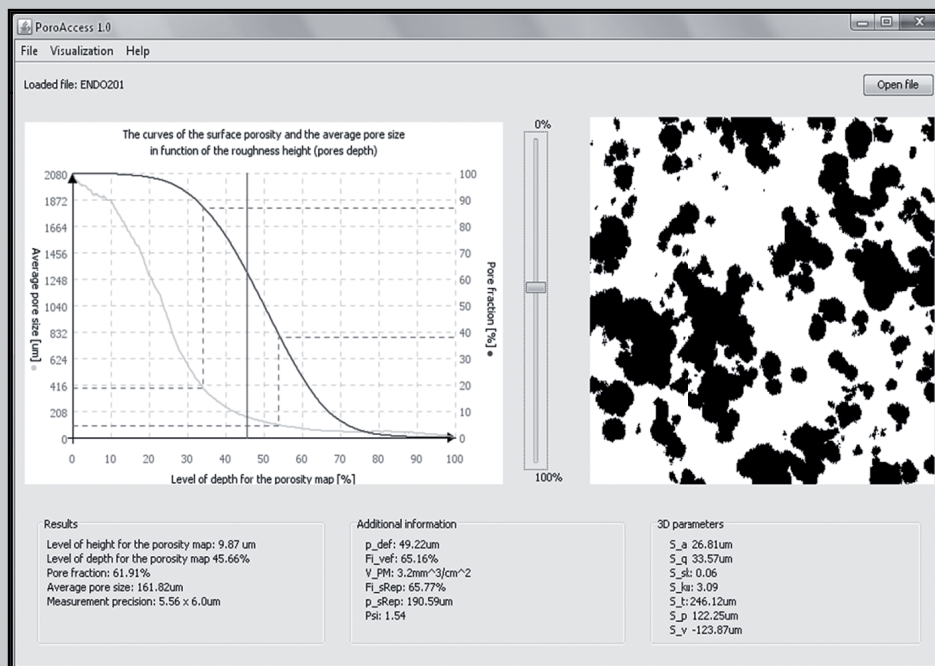 PoroAccess 1.0
File Visualization Help
Loaded file: ENDO201
Open file
The curves of the surface porosity and the average pore size
in function of the roughness height (pores depth)
2080
1872
1664
1456
1248
1040
832
624
416
208
0
Average pore size [um]
100
90
80
70
60
50
40
30
20
10
0
Pore fraction [%]
0 10 20 30 40 50 60 70 80 90 100
Level of depth for the porosity map [%]
0%
100%
Results
Level of height for the porosity map: 9.87 um
Level of depth for the porosity map 45.66%
Pore fraction: 61.91%
Average pore size: 161.82um
Measurement precision: 5.56 x 6.0um
Additional information
p_def: 49.22um
Fi_vef: 65.16%
V_PM: 3.2mm^3/cm^2
Fi_sRep: 65.77%
p_sRep: 190.59um
Psi: 1.54
3D parameters
S_a 26.81um
S_q 33.57um
S_sk: 0.06
S_ku: 3.09
S_t: 246.12um
S_p 122.25um
S_v -123.87um